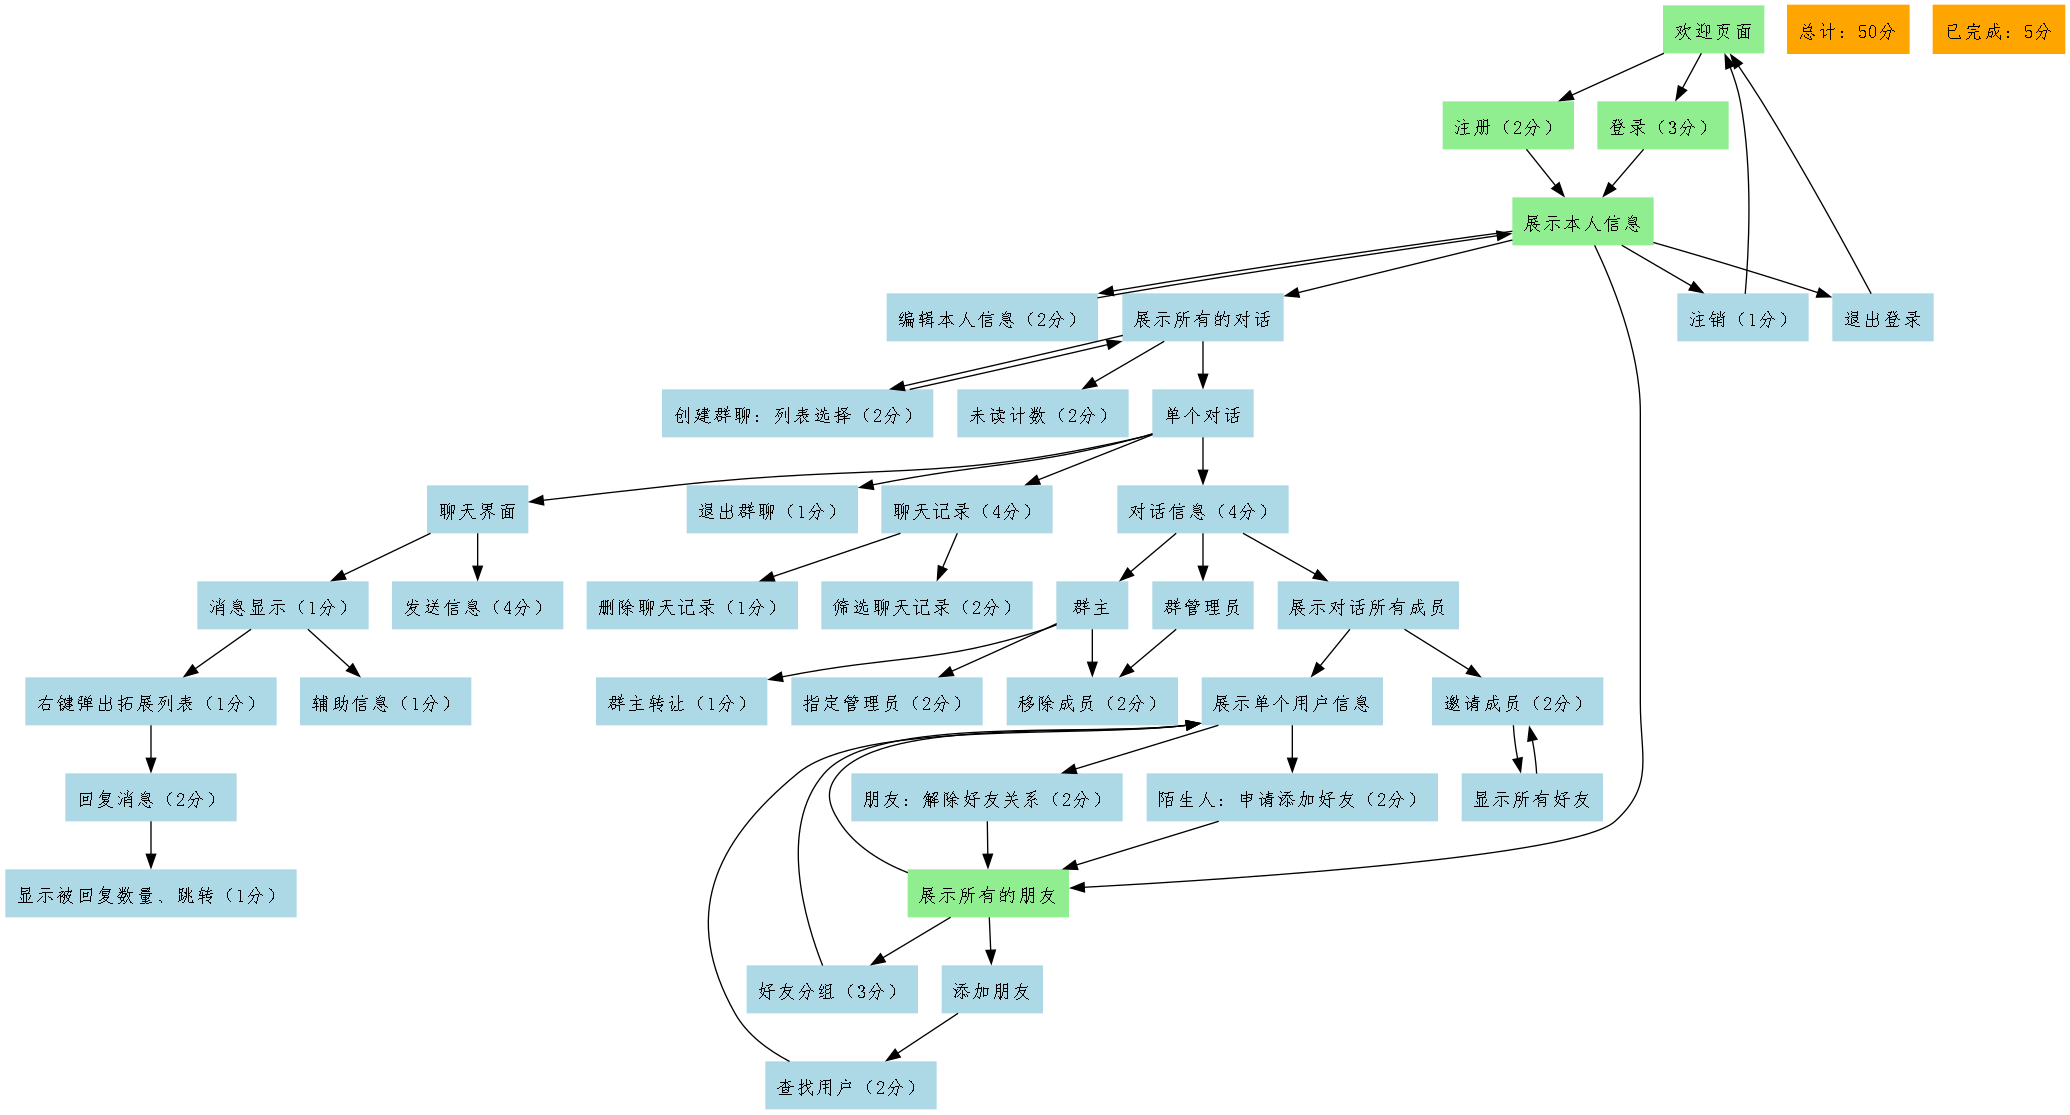 欢迎页面
总计：50分
已完成：5分
注册（2分）
登录（3分）
展示本人信息
编辑本人信息（2分）
展示所有的对话
注销（1分）
退出登录
创建群聊：列表选择（2分）
未读计数（2分）
单个对话
聊天界面
退出群聊（1分）
聊天记录（4分）
对话信息（4分）
消息显示（1分）
发送信息（4分）
删除聊天记录（1分）
筛选聊天记录（2分）
群主
群管理员
展示对话所有成员
右键弹出拓展列表（1分）
辅助信息（1分）
群主转让（1分）
指定管理员（2分）
移除成员（2分）
展示单个用户信息
邀请成员（2分）
回复消息（2分）
朋友：解除好友关系（2分）
陌生人：申请添加好友（2分）
显示所有好友
显示被回复数量、跳转（1分）
展示所有的朋友
好友分组（3分）
添加朋友
查找用户（2分）